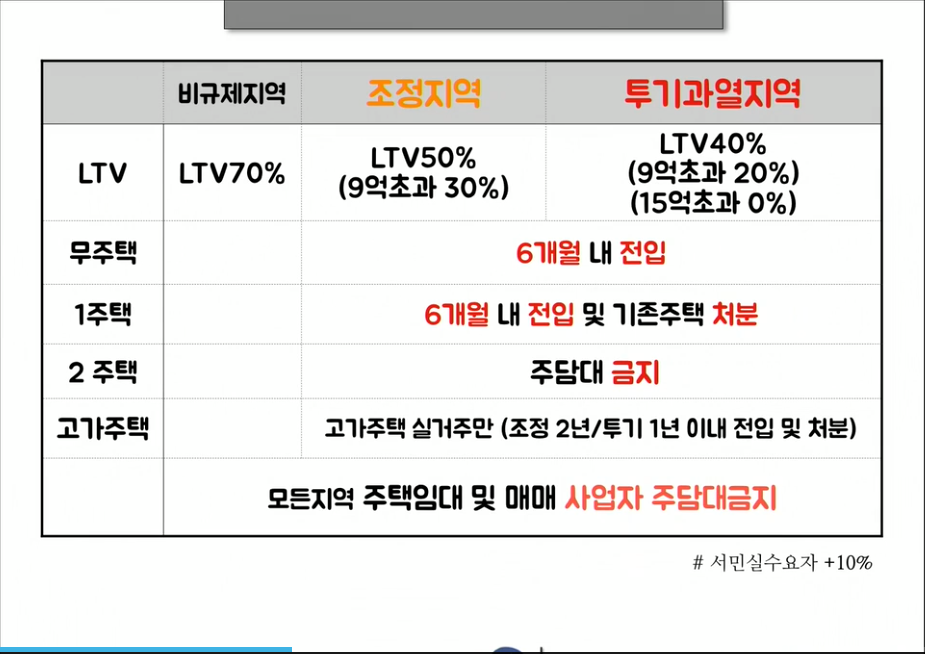 비규제지역 조정지역 투기과열지역
LTV LTV70% LTV50% LTV40%
(9억초과 30%) (9억초과 20%)
(15억초과 0%)
무주택 6개월 내 전입
1주택 6개월 내 전입 및 기존주택 처분
2 주택 주담대 금지
고가주택 고가주택 실거주만 (조정 2년/투기 1년 이내 전입 및 처분)
모든지역 주택임대 및 매매 사업자 주담대금지
# 서민실수요자 +10%